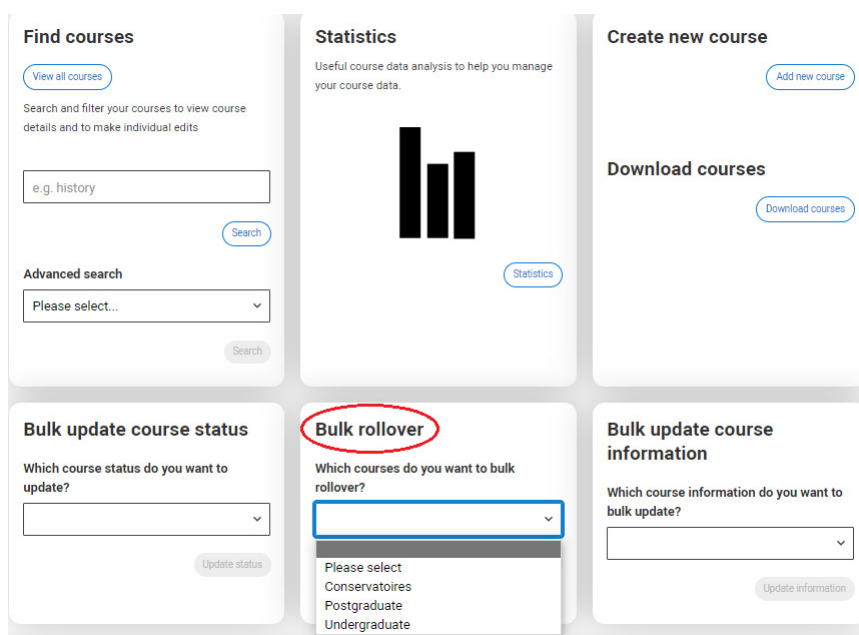 Find courses
View all courses
Search and filter your courses to view course
details and to make individual edits
e.g. history
Search
Advanced search
Please select...
Search
Statistics
Useful course data analysis to help you manage
your course data.
Statistics
Create new course
Add new course
Download courses
Download courses
Bulk update course status
Which course status do you want to
update?
Update status
Bulk rollover
Which courses do you want to bulk
rollover?
Please select
Conservatoires
Postgraduate
Undergraduate
Bulk update course
information
Which course information do you want to
bulk update?
Update information